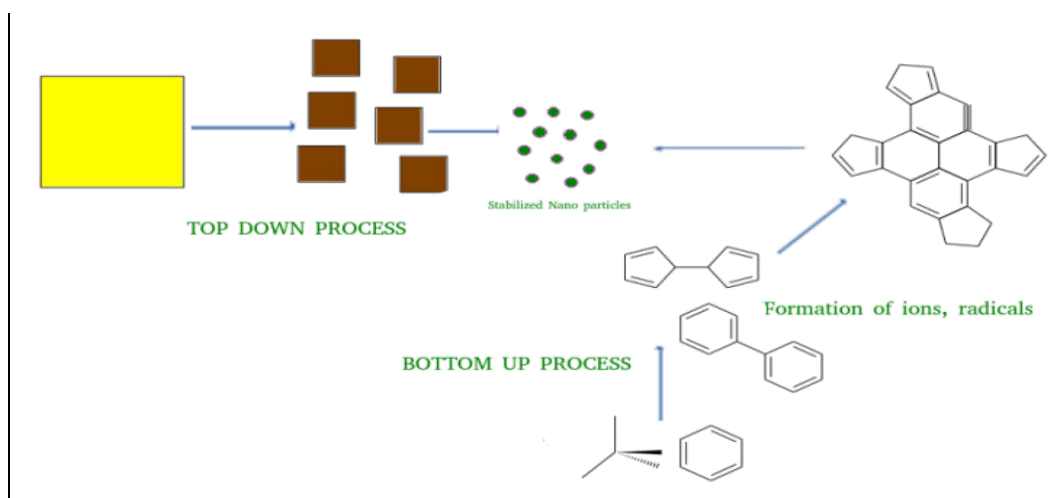 Stabilized Nano particles
TOP DOWN PROCESS
Formation of ions, radicals
BOTTOM UP PROCESS